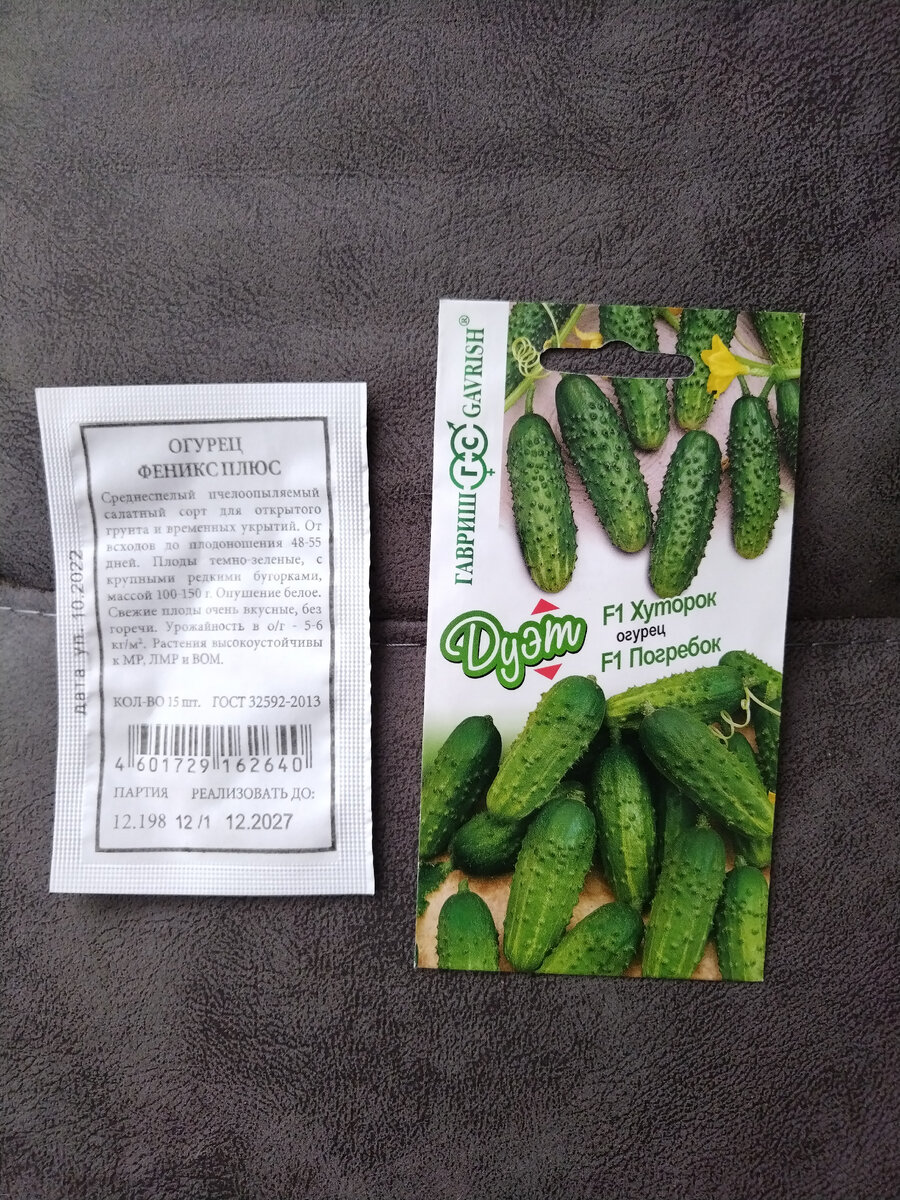 ОГУРЕЦ
ФЕНИКС ПЛЮС
Среднеспелый пчелоопыляемый
салатный сорт для открытого
грунта и временных укрытий. От
всходов до плодоношения 48-55
дней. Плоды темно-зеленые, с
крупными редкими бугорками,
массой 100-150 г. Опушение белое.
Свежие плоды очень вкусные, без
горечи. Урожайность в о/г - 5-6
кг/м². Растения высокоустойчивы
к МР, ЛМР и ВОМ.
КОЛ-ВО 15 шт. ГОСТ 32592-2013
4 601729 162640
ПАРТИЯ РЕАЛИЗОВАТЬ ДО:
12.198 12/1 12.2027
дата уп. 10.2022
ГАВРИШ GAVRISH®
Дуэт
F1 Хуторок
огурец
F1 Погребок